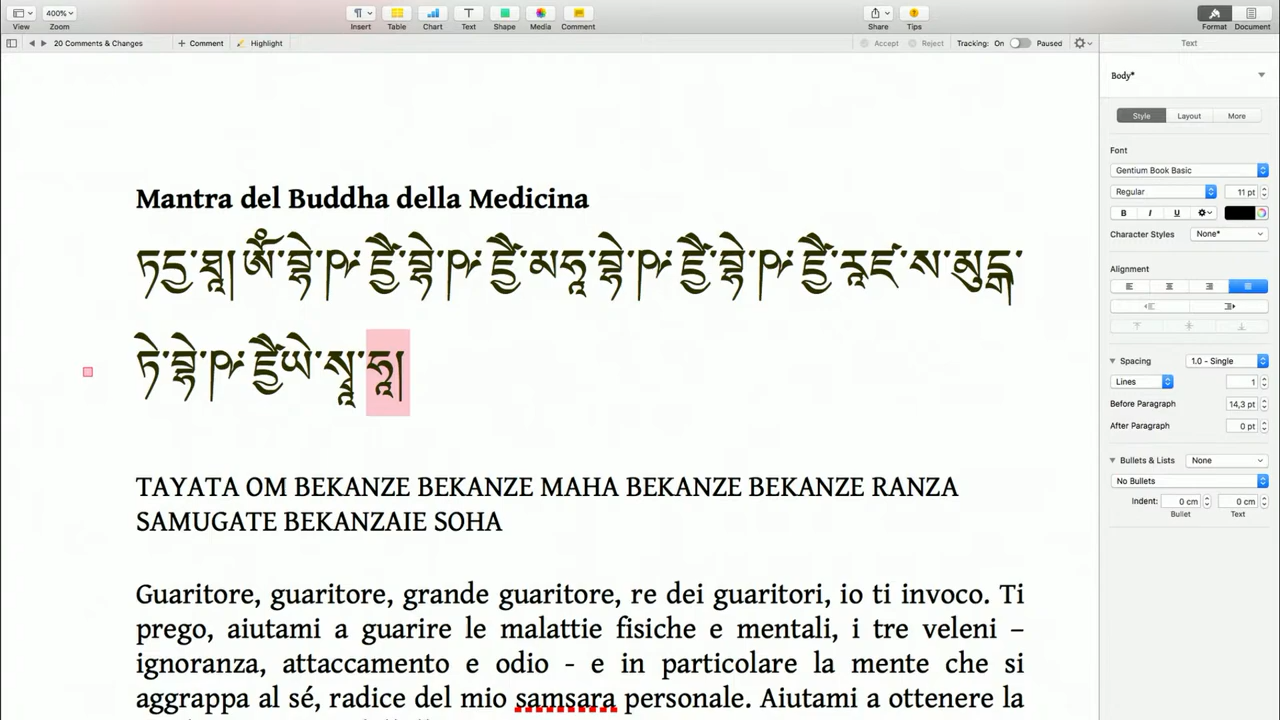 400%
View
Zoom
Insert
Table
Chart
Text
Shape
Media
Comment
Share
Tips
Format
Document
20 Comments & Changes
+ Comment
Highlight
Accept
Reject
Tracking: On
Paused
Text
Mantra del Buddha della Medicina
TAYATA OM BEKANZE BEKANZE MAHA BEKANZE BEKANZE RANZA
SAMUGATE BEKANZAIE SOHA
Guaritore, guaritore, grande guaritore, re dei guaritori, io ti invoco. Ti
prego, aiutami a guarire le malattie fisiche e mentali, i tre veleni –
ignoranza, attaccamento e odio - e in particolare la mente che si
aggrappa al sé, radice del mio samsara personale. Aiutami a ottenere la
Body*
Style
Layout
More
Font
Gentium Book Basic
Regular
11 pt
B I U
Character Styles
None*
Alignment
Spacing
1.0 - Single
Lines
1
Before Paragraph
14,3 pt
After Paragraph
0 pt
Bullets & Lists
None
No Bullets
Indent:
0 cm
0 cm
Bullet
Text